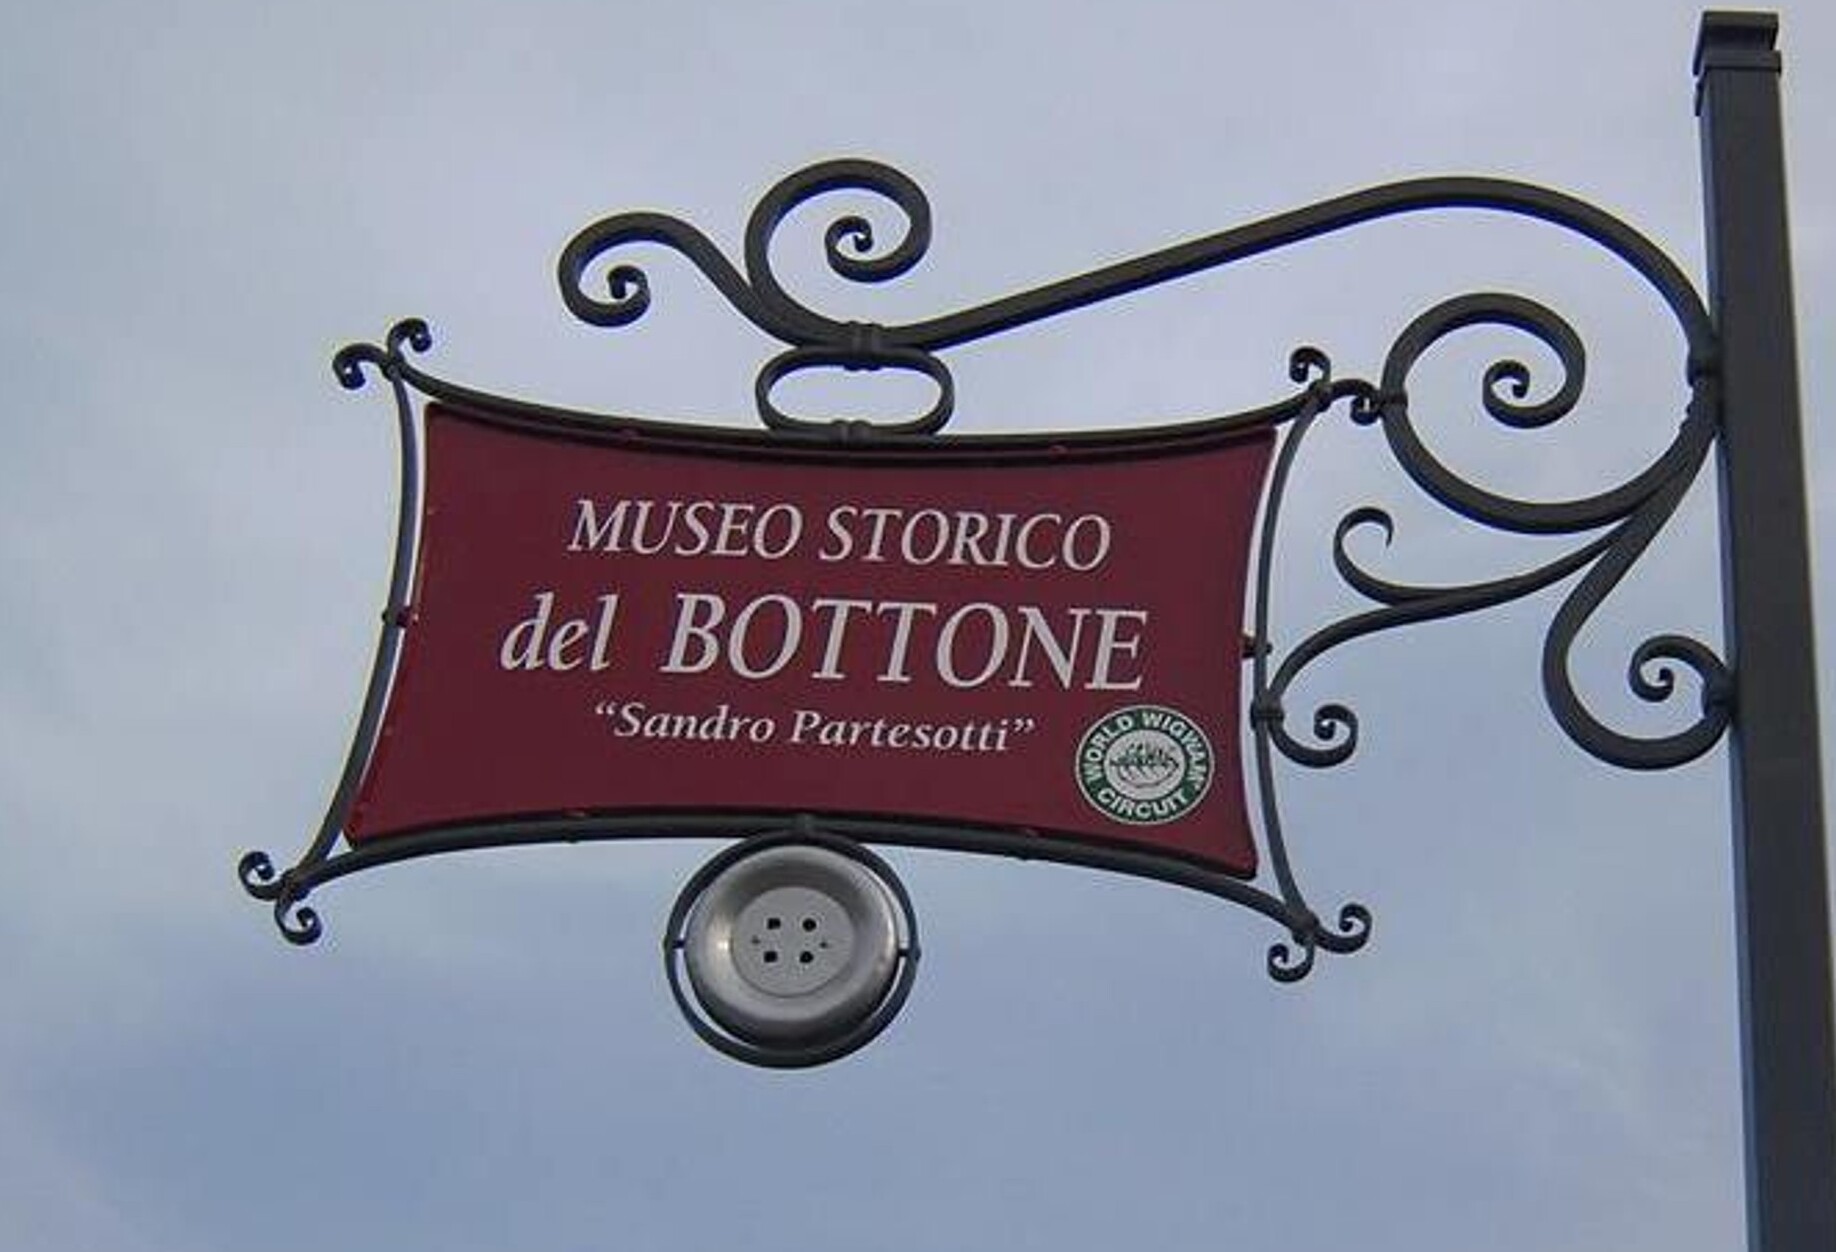 MUSEO STORICO
del BOTTONE
“Sandro Partesotti”
WORLD WIGWAM
CIRCUIT